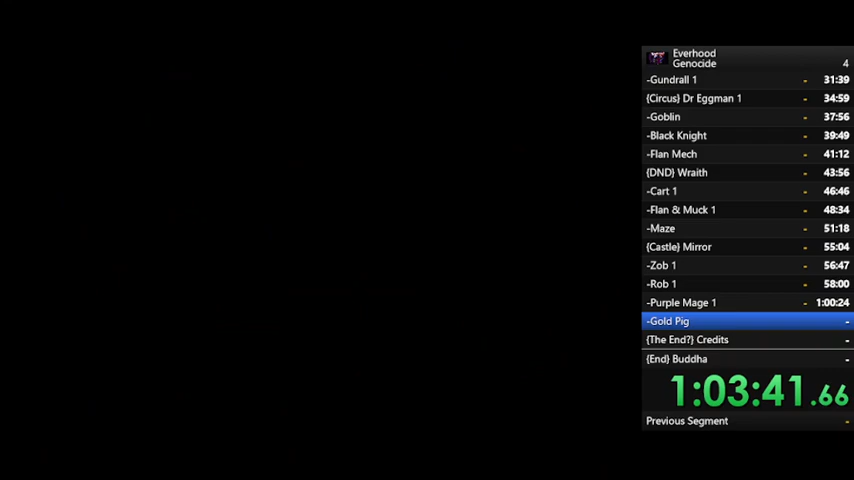 Everhood
Genocide 4
-Gundrall 1 - 31:39
{Circus} Dr Eggman 1 - 34:59
-Goblin - 37:56
-Black Knight - 39:49
-Flan Mech - 41:12
{DND} Wraith - 43:56
-Cart 1 - 46:46
-Flan & Muck 1 - 48:34
-Maze - 51:18
{Castle} Mirror - 55:04
-Zob 1 - 56:47
-Rob 1 - 58:00
-Purple Mage 1 - 1:00:24
-Gold Pig -
{The End?} Credits -
{End} Buddha -
1:03:41.66
Previous Segment -